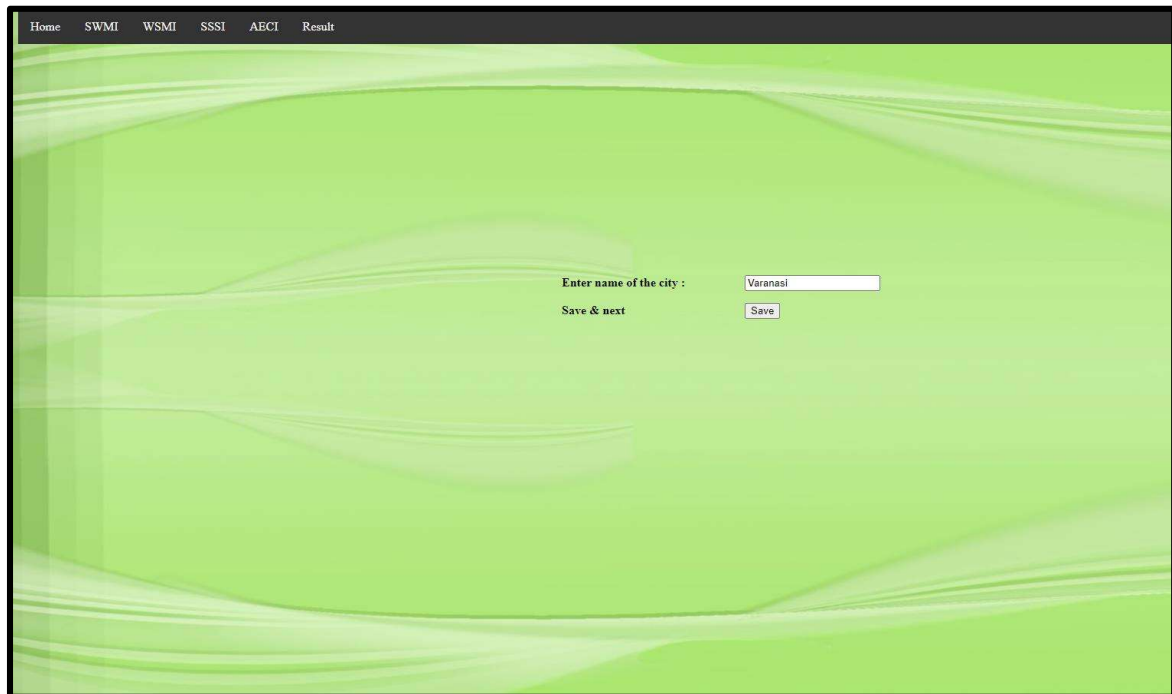 Home SWMI WSMI SSSI AECI Result
Enter name of the city : Varanasi
Save & next Save